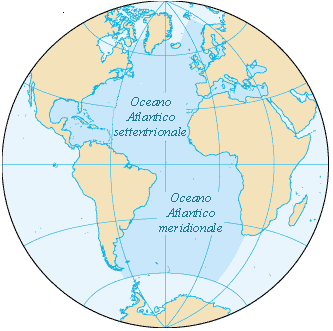 Oceano
Atlantico
settentrionale
Oceano
Atlantico
meridionale